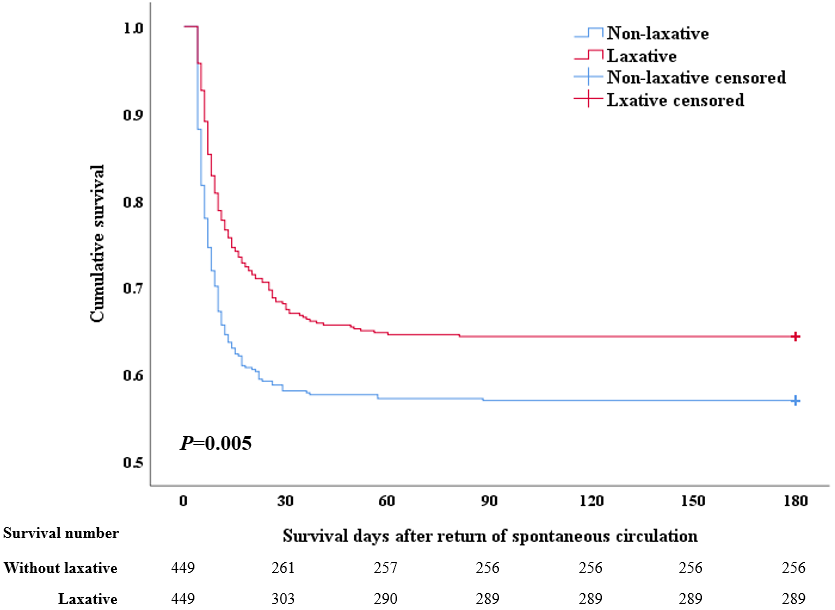 Non-laxative
Laxative
Non-laxative censored
Lxative censored
1.0
0.9
0.8
0.7
0.6
0.5
Cumulative survival
P=0.005
0 30 60 90 120 150 180
Survival number
Survival days after return of spontaneous circulation
Without laxative 449 261 257 256 256 256 256
Laxative 449 303 290 289 289 289 289